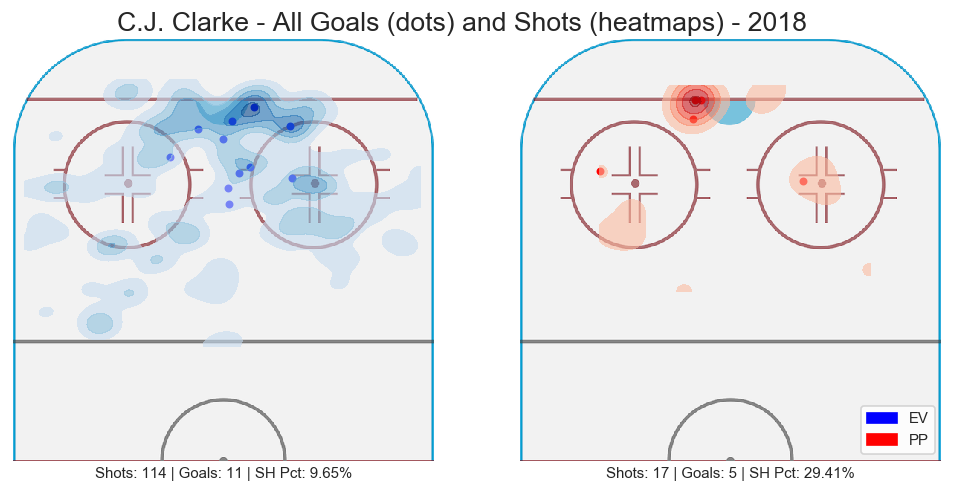 C.J. Clarke - All Goals (dots) and Shots (heatmaps) - 2018
EV
PP
Shots: 114 | Goals: 11 | SH Pct: 9.65%
Shots: 17 | Goals: 5 | SH Pct: 29.41%